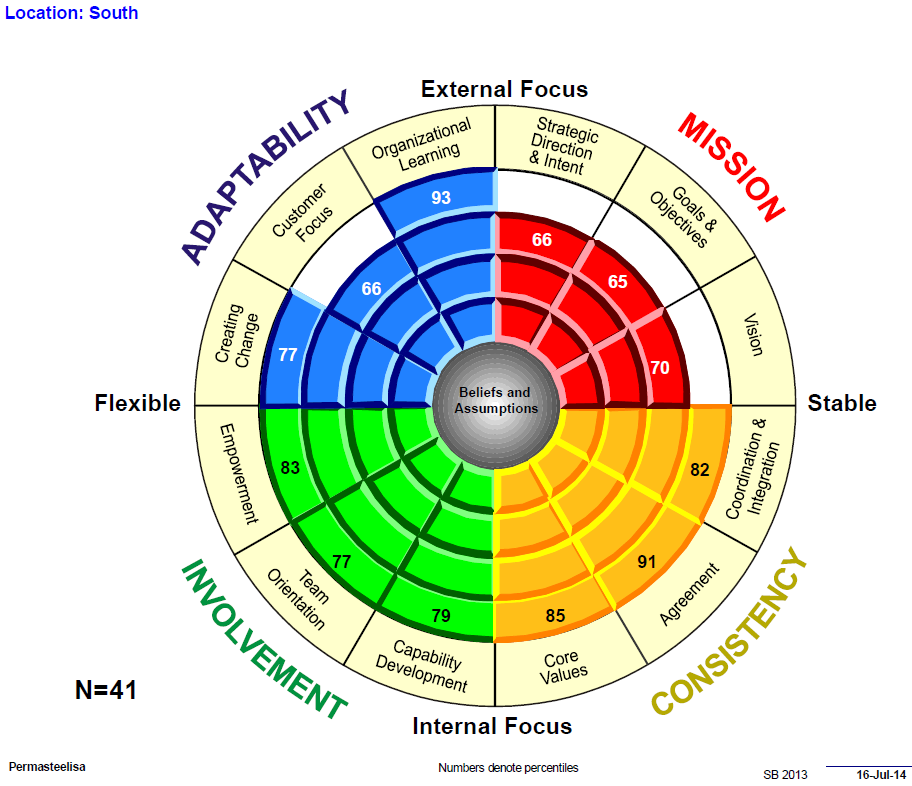 Location: South
External Focus
ADAPTABILITY
MISSION
Organizational
Learning
Strategic
Direction
& Intent
Customer
Focus
Goals &
Objectives
Creating
Change
Vision
93
66
66
65
77
70
Flexible
Beliefs and
Assumptions
Stable
83
82
77
91
79
85
Empowerment
Coordination &
Integration
Team
Orientation
Agreement
Capability
Development
Core
Values
INVOLVEMENT
CONSISTENCY
N=41
Internal Focus
Permasteelisa
Numbers denote percentiles
SB 2013
16-Jul-14